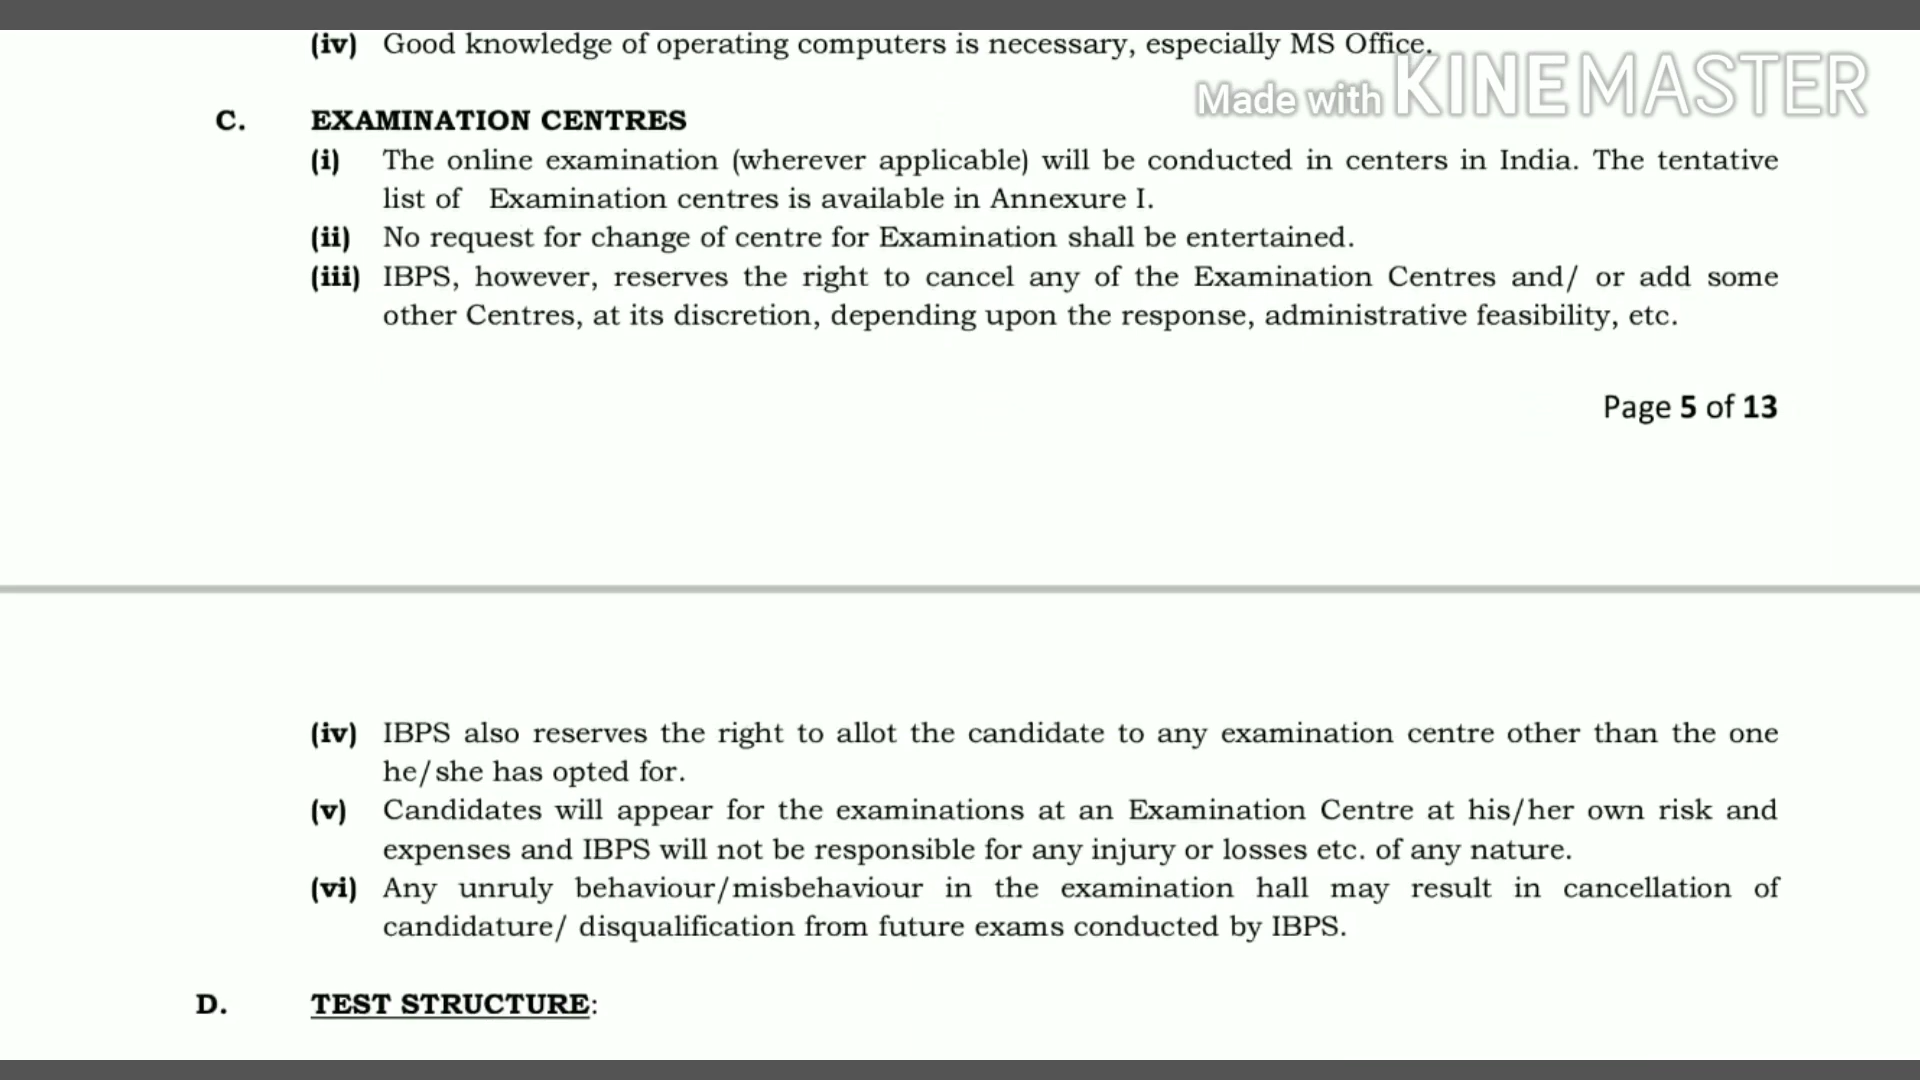 (iv) Good knowledge of operating computers is necessary, especially MS Office.
Made with KINEMASTER
C. EXAMINATION CENTRES
(i) The online examination (wherever applicable) will be conducted in centers in India. The tentative
list of Examination centres is available in Annexure I.
(ii) No request for change of centre for Examination shall be entertained.
(iii) IBPS, however, reserves the right to cancel any of the Examination Centres and/ or add some
other Centres, at its discretion, depending upon the response, administrative feasibility, etc.
Page 5 of 13
(iv) IBPS also reserves the right to allot the candidate to any examination centre other than the one
he/she has opted for.
(v) Candidates will appear for the examinations at an Examination Centre at his/her own risk and
expenses and IBPS will not be responsible for any injury or losses etc. of any nature.
(vi) Any unruly behaviour/misbehaviour in the examination hall may result in cancellation of
candidature/ disqualification from future exams conducted by IBPS.
D. TEST STRUCTURE: